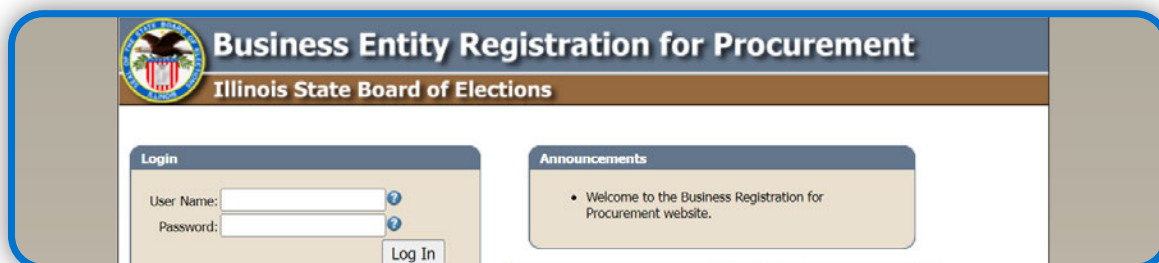 Business Entity Registration for Procurement
Illinois State Board of Elections
Login
User Name:
Password:
Log In
Announcements
• Welcome to the Business Registration for
Procurement website.